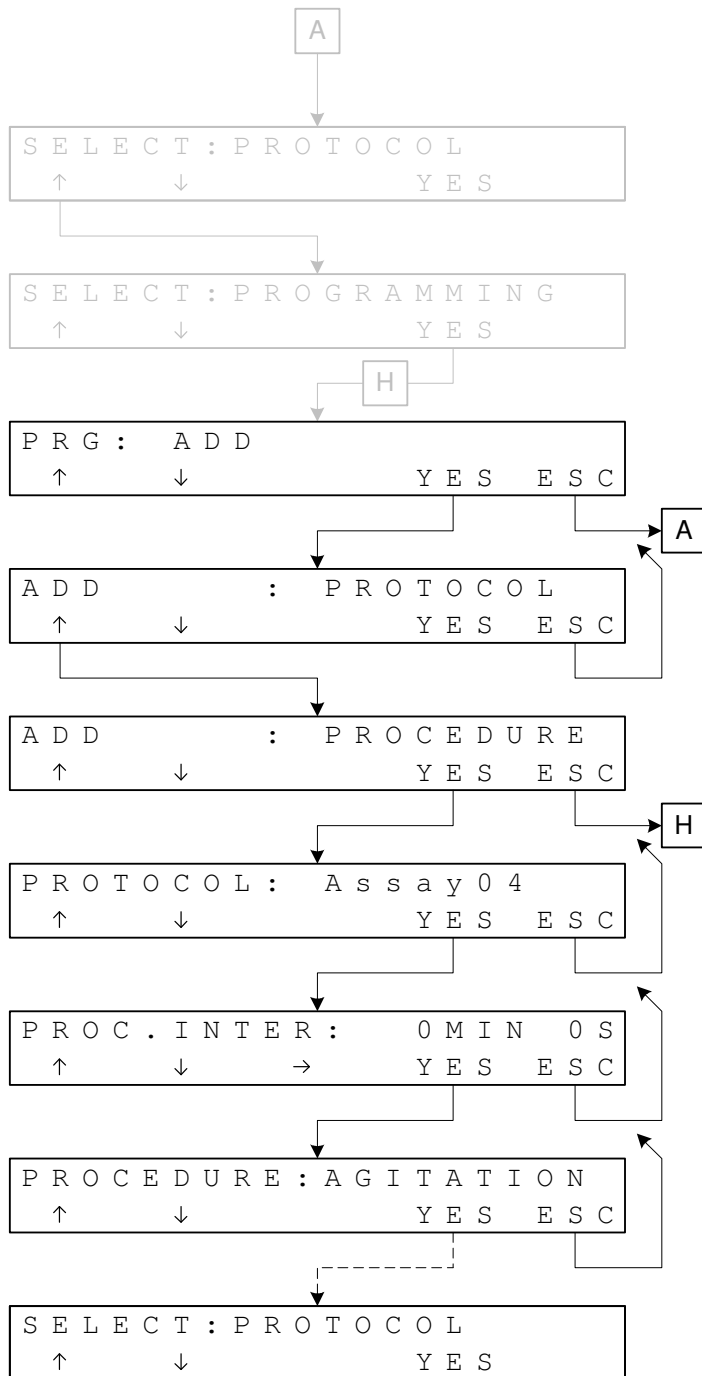 A
SELECT:PROTOCOL
↑ ↓ YES
SELECT:PROGRAMMING
↑ ↓ YES
H
PRG: ADD
↑ ↓ YES ESC
A
ADD : PROTOCOL
↑ ↓ YES ESC
ADD : PROCEDURE
↑ ↓ YES ESC
H
PROTOCOL: Assay04
↑ ↓ YES ESC
PROC.INTER: 0MIN 0S
↑ ↓ → YES ESC
PROCEDURE:AGITATION
↑ ↓ YES ESC
SELECT:PROTOCOL
↑ ↓ YES